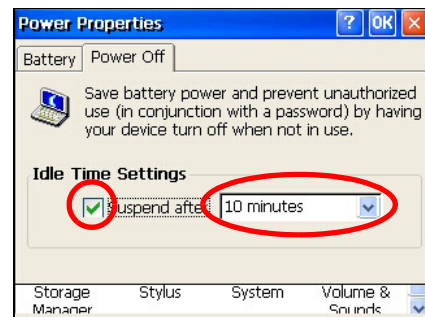 Power Properties ? OK ×
Battery Power Off
Save battery power and prevent unauthorized
use (in conjunction with a password) by having
your device turn off when not in use.
Idle Time Settings
Suspend after 10 minutes
Storage Stylus System Volume &
Manager Sounds